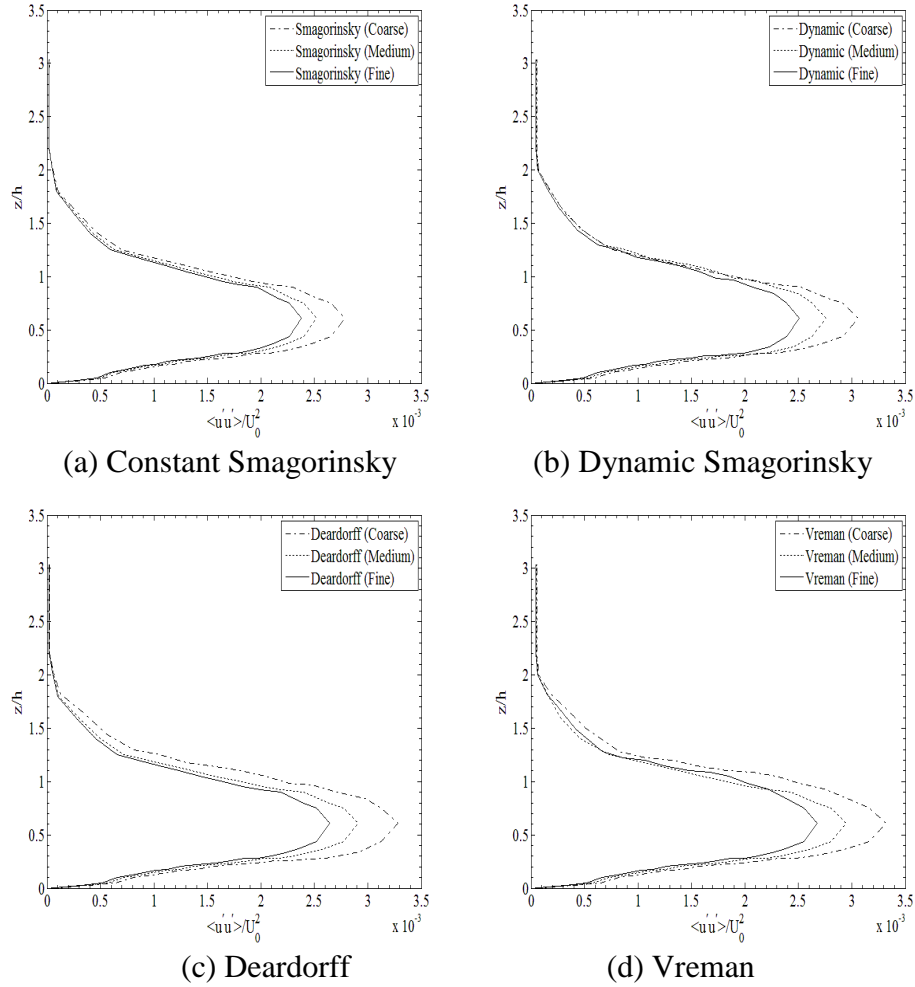 3.5
3
2.5
2
1.5
1
0.5
0
z/h
Smagorinsky (Coarse)
Smagorinsky (Medium)
Smagorinsky (Fine)
0 0.5 1 1.5 2 2.5 3 3.5
<u'u'>/U₀²
x 10⁻³
(a) Constant Smagorinsky
3.5
3
2.5
2
1.5
1
0.5
0
z/h
Dynamic (Coarse)
Dynamic (Medium)
Dynamic (Fine)
0 0.5 1 1.5 2 2.5 3 3.5
<u'u'>/U₀²
x 10⁻³
(b) Dynamic Smagorinsky
3.5
3
2.5
2
1.5
1
0.5
0
z/h
Deardorff (Coarse)
Deardorff (Medium)
Deardorff (Fine)
0 0.5 1 1.5 2 2.5 3 3.5
<u'u'>/U₀²
x 10⁻³
(c) Deardorff
3.5
3
2.5
2
1.5
1
0.5
0
z/h
Vreman (Coarse)
Vreman (Medium)
Vreman (Fine)
0 0.5 1 1.5 2 2.5 3 3.5
<u'u'>/U₀²
x 10⁻³
(d) Vreman